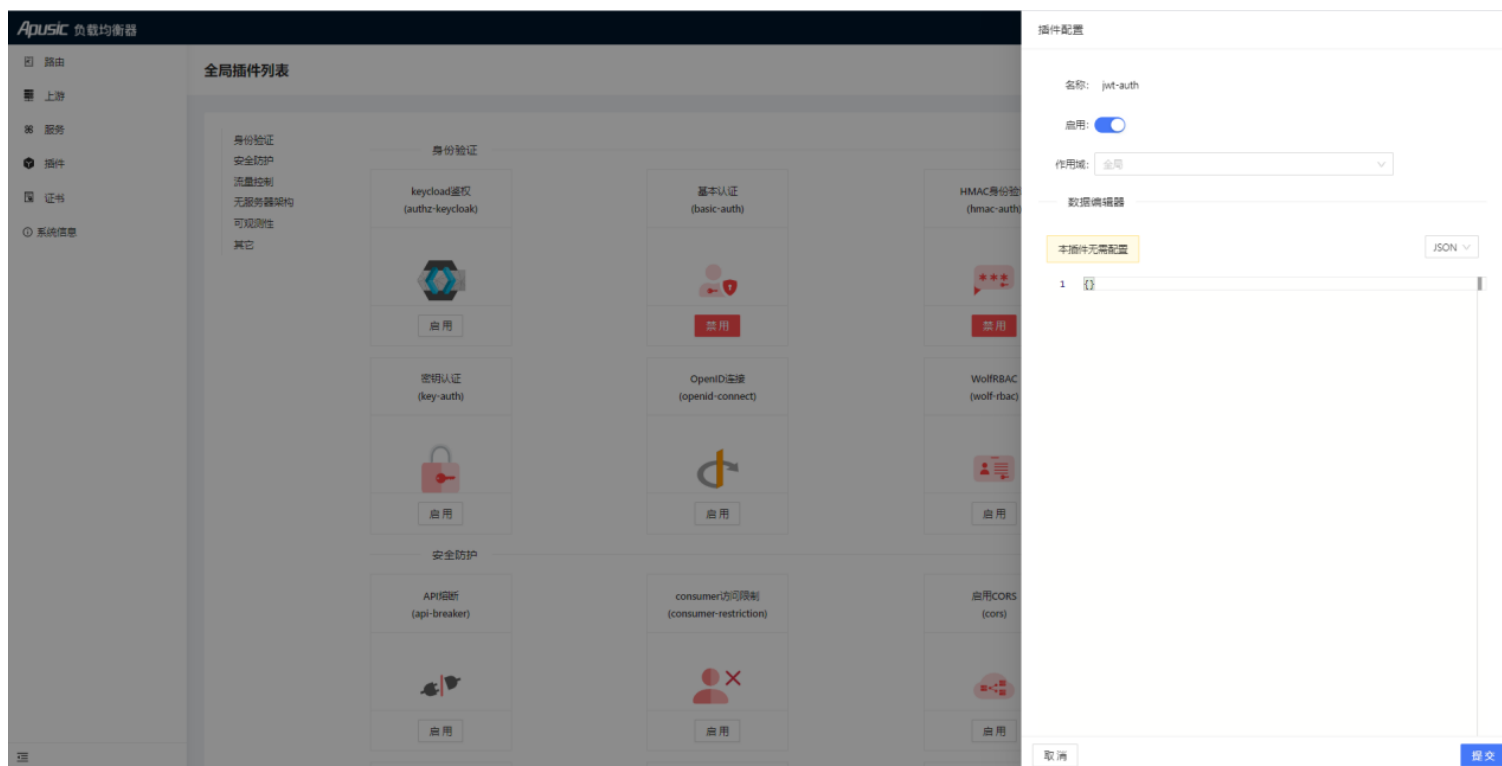 Apusic 负载均衡器
路由
上游
服务
插件
证书
系统信息
全局插件列表
身份验证
安全防护
流量控制
无服务器架构
可观测性
其它
身份验证
keycload鉴权
(authz-keycloak)
启用
基本认证
(basic-auth)
禁用
HMAC身份验
(hmac-auth)
禁用
密钥认证
(key-auth)
启用
OpenID连接
(openid-connect)
启用
WolfRBAC
(wolf-rbac)
启用
安全防护
API熔断
(api-breaker)
启用
consumer访问限制
(consumer-restriction)
启用
启用CORS
(cors)
启用
插件配置
名称: jwt-auth
启用:
作用域: 全局
数据编辑器
本插件无需配置
JSON
1 {}
取消
提交